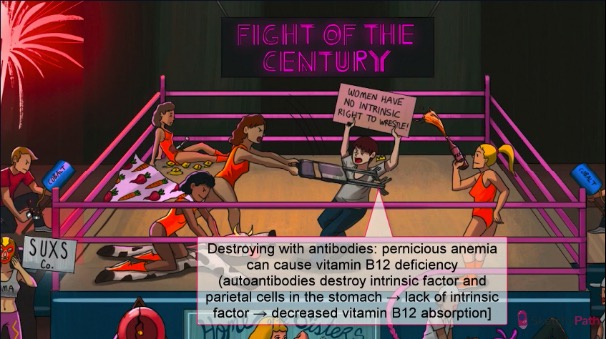 FIGHT OF THE
CENTURY
WOMEN HAVE
NO INTRINSIC
RIGHT TO WRESTLE!
SUXS
Co.
Destroying with antibodies: pernicious anemia
can cause vitamin B12 deficiency
(autoantibodies destroy intrinsic factor and
parietal cells in the stomach → lack of intrinsic
factor → decreased vitamin B12 absorption]
Path